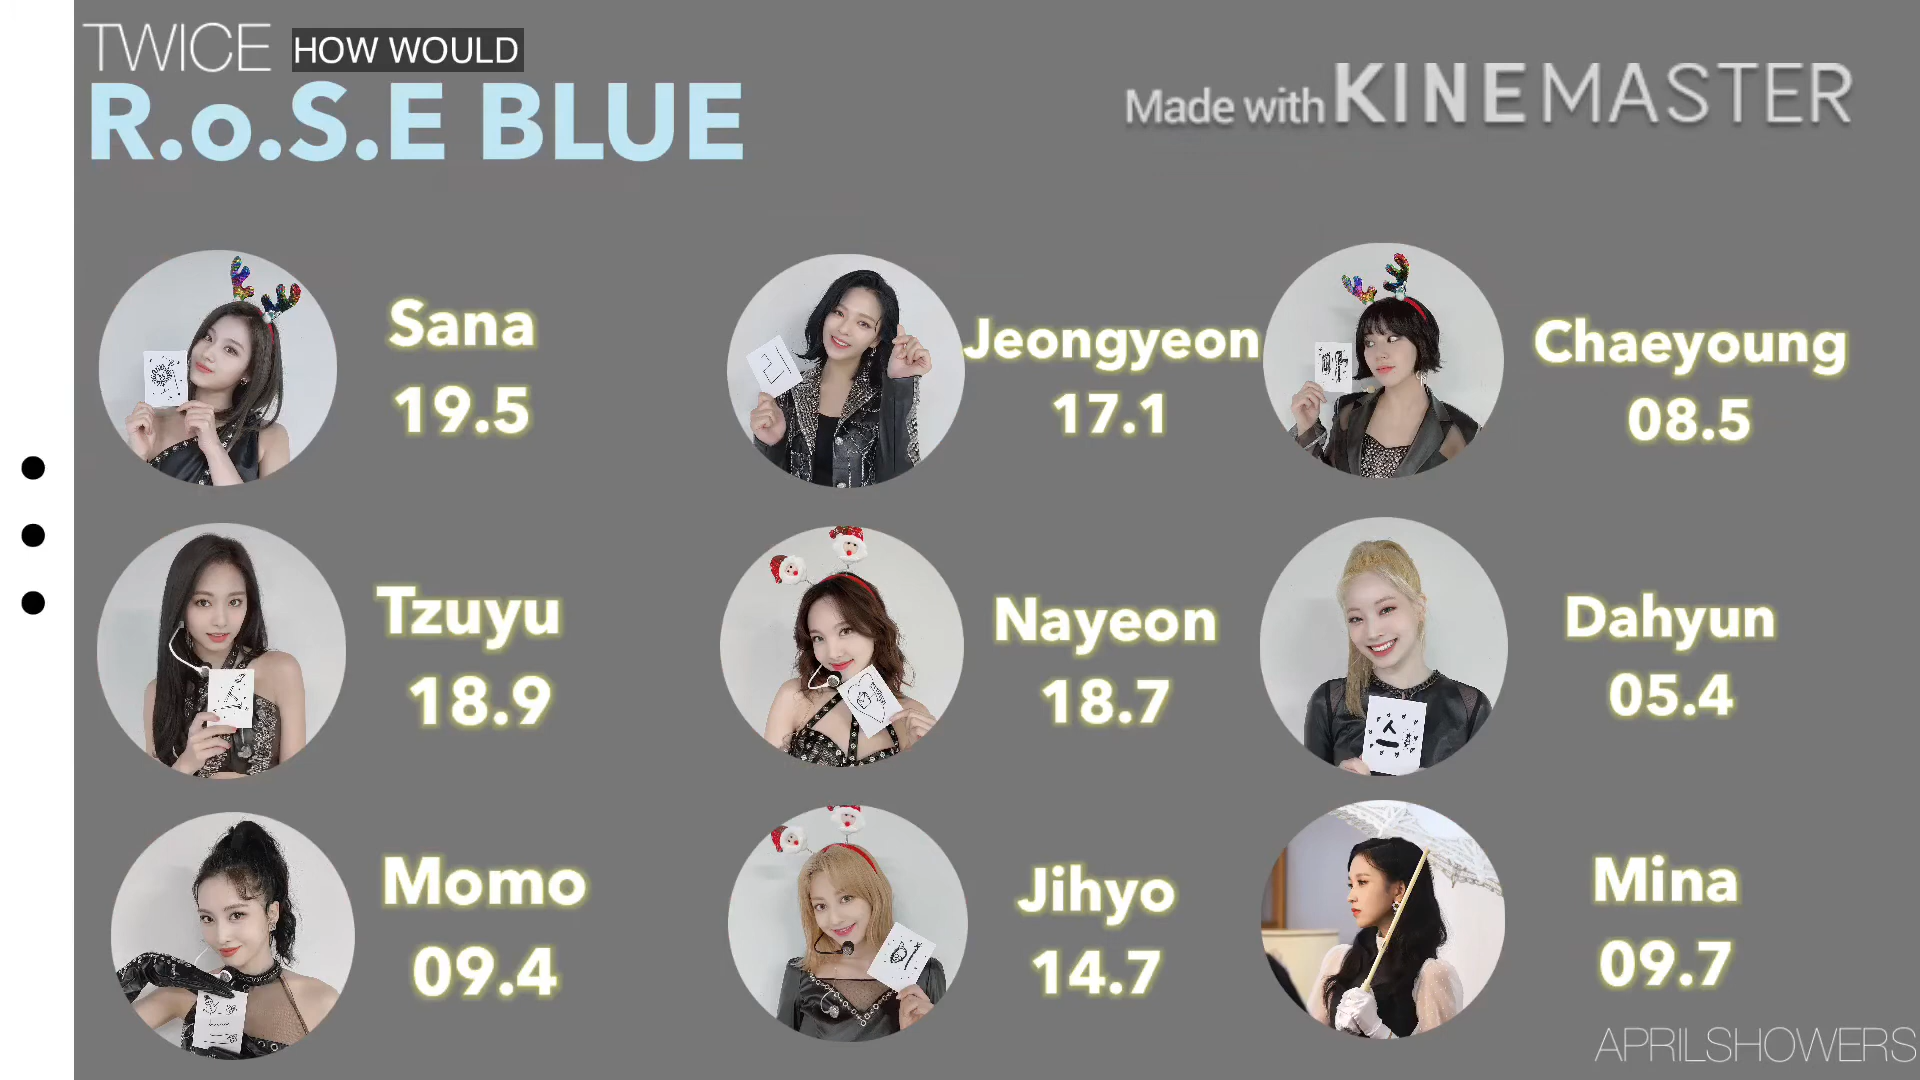 TWICE HOW WOULD
R.o.S.E BLUE
Made with KINEMASTER
Sana
19.5
Jeongyeon
17.1
Chaeyoung
08.5
Tzuyu
18.9
Nayeon
18.7
Dahyun
05.4
Momo
09.4
Jihyo
14.7
Mina
09.7
APRILSHOWERS